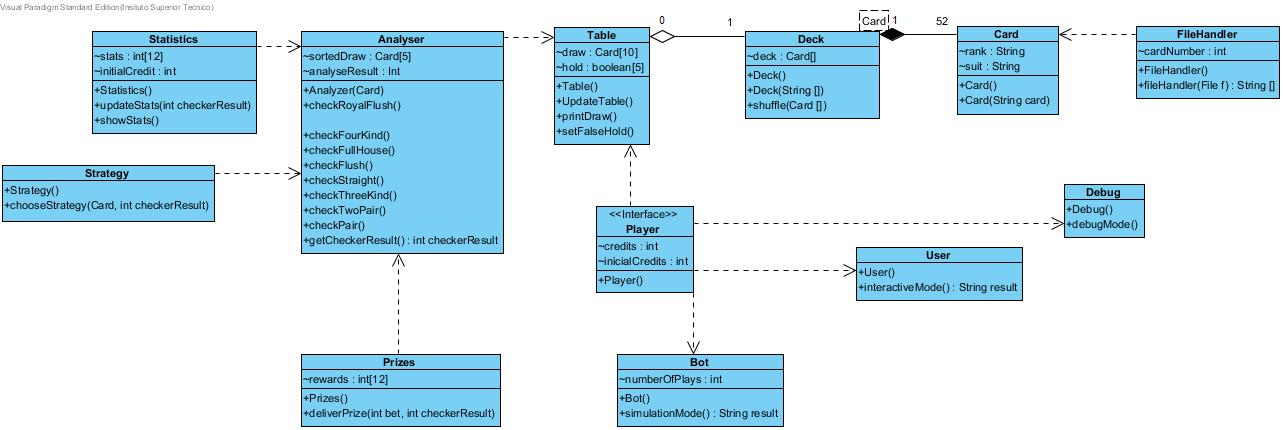 Visual Paradigm Standard Edition(Insituto Superior Tecnico)
Statistics
~stats : int[12]
~initialCredit : int
+Statistics()
+updateStats(int checkerResult)
+showStats()
Analyser
~sortedDraw : Card[5]
~analyseResult : Int
+Analyzer(Card)
+checkRoyalFlush()
+checkFourKind()
+checkFullHouse()
+checkFlush()
+checkStraight()
+checkThreeKind()
+checkTwoPair()
+checkPair()
+getCheckerResult() : int checkerResult
Table
~draw : Card[10]
~hold : boolean[5]
+Table()
+UpdateTable()
+printDraw()
+setFalseHold()
0
1
Deck
~deck : Card[]
+Deck()
+Deck(String [])
+shuffle(Card [])
Card
1
52
Card
~rank : String
~suit : String
+Card()
+Card(String card)
FileHandler
~cardNumber : int
+FileHandler()
+fileHandler(File f) : String []
Strategy
+Strategy()
+chooseStrategy(Card, int checkerResult)
<<Interface>>
Player
~credits : int
~inicialCredits : int
+Player()
Debug
+Debug()
+debugMode()
User
+User()
+interactiveMode() : String result
Prizes
~rewards : int[12]
+Prizes()
+deliverPrize(int bet, int checkerResult)
Bot
~numberOfPlays : int
+Bot()
+simulationMode() : String result